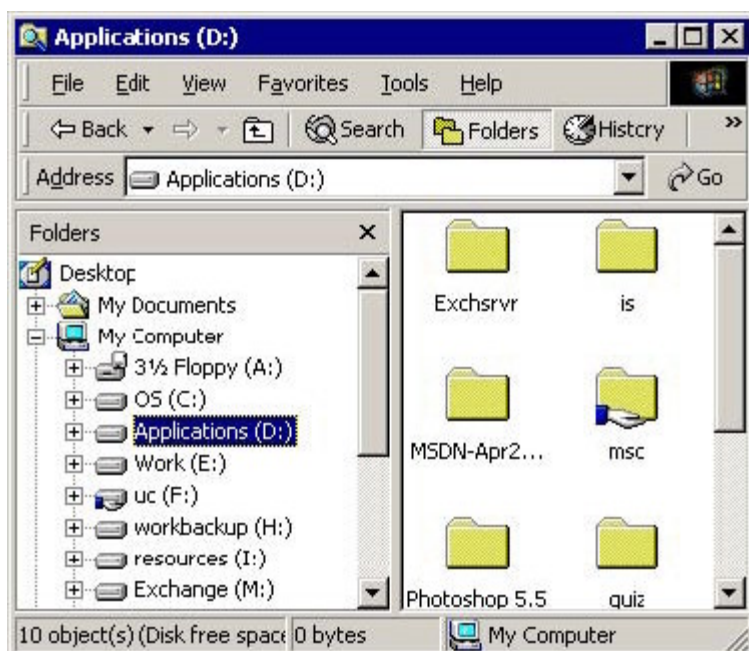 Applications (D:)
File Edit View Favorites Tools Help
Back Search Folders Histcry »
Address Applications (D:) Go
Folders
Desktop
My Documents
My Computer
3½ Floppy (A:)
OS (C:)
Applications (D:)
Work (E:)
uc (F:)
workbackup (H:)
resources (I:)
Exchange (M:)
Exchsrvr is
MSDN-Apr2... msc
Photoshop 5.5 quiz
10 object(s) (Disk free space 0 bytes My Computer